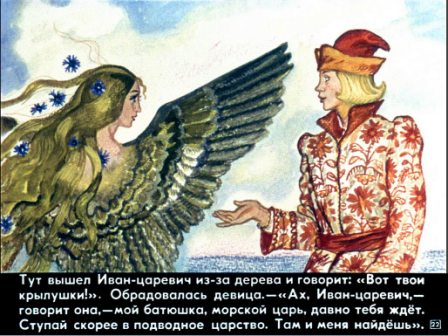 Тут вышел Иван-царевич из-за дерева и говорит: «Вот твои
крылушки!». Обрадовалась девица.—«Ах, Иван-царевич,—
говорит она,—мой батюшка, морской царь, давно тебя ждёт.
Ступай скорее в подводное царство. Там и меня найдёшь».